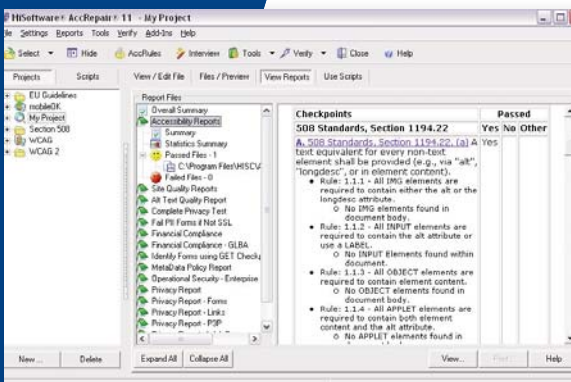 HiSoftware® AccRepair® 11 - My Project
File Settings Reports Tools Verify Add-Ins Help
Select Hide AccRules Interview Tools Verify Close Help
Projects Scripts View / Edit File Files / Preview View Reports Use Scripts
EU Guidelines
mobileOK
My Project
Section 508
WCAG
WCAG 2
Report Files
Overall Summary
Accessibility Reports
Summary
Statistics Summary
Passed Files - 1
C:\Program Files\HISC\A
Failed Files - 0
Site Quality Reports
Alt Text Quality Report
Complete Privacy Test
Fail PII Forms if Not SSL
Financial Compliance
Financial Compliance - GLBA
Identify Forms using GET Checkp
MetaData Policy Report
Operational Security - Enterprise
Privacy Report
Privacy Report - Forms
Privacy Report - Links
Privacy Report - P3P
Checkpoints Passed
508 Standards, Section 1194.22 Yes No Other
A. 508 Standards, Section 1194.22, (a) A Yes
text equivalent for every non-text
element shall be provided (e.g., via "alt",
"longdesc", or in element content).
Rule: 1.1.1 - All IMG elements are
required to contain either the alt or the
longdesc attribute.
No IMG elements found in
document body.
Rule: 1.1.2 - All INPUT elements are
required to contain the alt attribute or
use a LABEL.
No INPUT Elements found within
document.
Rule: 1.1.3 - All OBJECT elements are
required to contain element content.
No OBJECT elements found in
document body.
Rule: 1.1.4 - All APPLET elements are
required to contain both element
content and the alt attribute.
No APPLET elements found in
New ... Delete Expand All Collapse All View... Print... Help